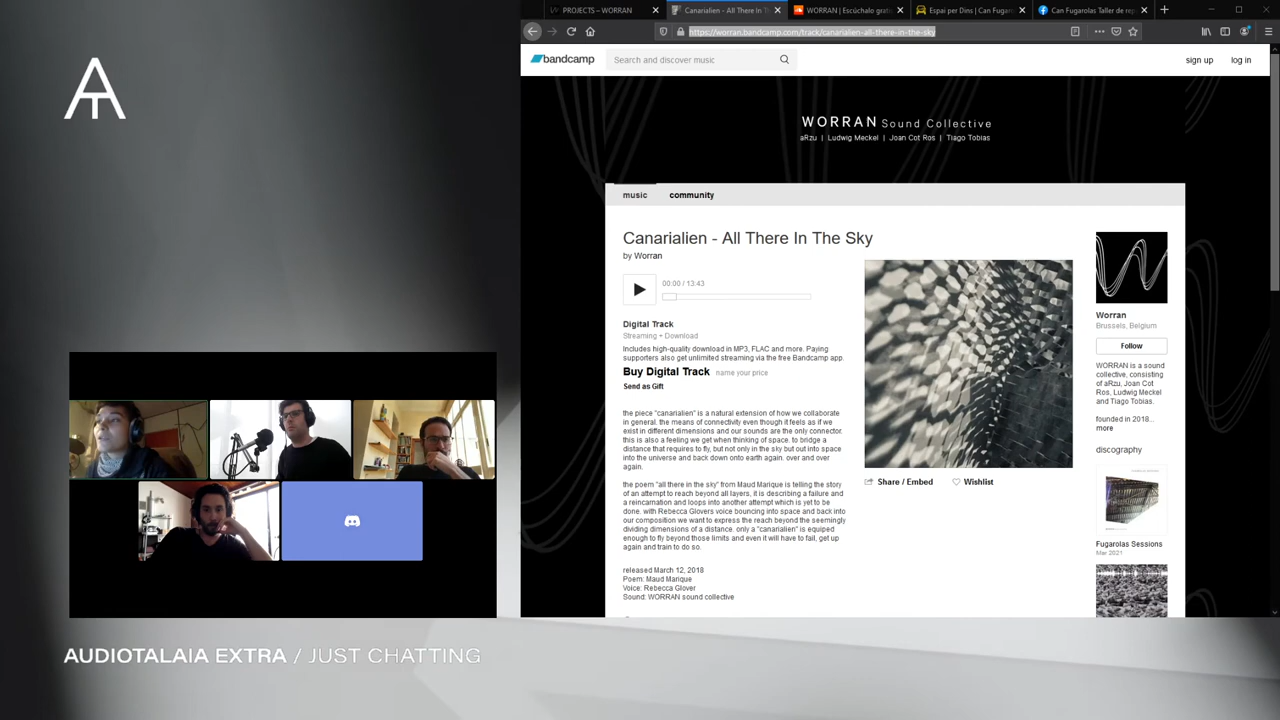 PROJECTS – WORRAN
Canarialien - All There In Th
WORRAN | Escúchalo grati
Espai per Dins | Can Fugarol
Can Fugarolas Taller de rep
https://worran.bandcamp.com/track/canarialien-all-there-in-the-sky
bandcamp
Search and discover music
sign up
log in
WORRAN Sound Collective
aRzu | Ludwig Meckel | Joan Cot Ros | Tiago Tobias
music
community
Canarialien - All There In The Sky
by Worran
00:00 / 13:43
Digital Track
Streaming + Download
Includes high-quality download in MP3, FLAC and more. Paying
supporters also get unlimited streaming via the free Bandcamp app.
Buy Digital Track name your price
Send as Gift
the piece "canarialien" is a natural extension of how we collaborate
in general. the means of connectivity even though it feels as if we
exist in different dimensions and our sounds are the only connector.
this is also a feeling we get when thinking of space. to bridge a
distance that requires to fly, but not only in the sky but out into space
into the universe and back down onto earth again. over and over
again.
the poem "all there in the sky" from Maud Marique is telling the story
of an attempt to reach beyond all layers, it is describing a failure and
a reincarnation and loops into another attempt which is yet to be
done. with Rebecca Glovers voice bouncing into space and back into
our composition we want to express the reach beyond the seemingly
dividing dimensions of a distance. only a "canarialien" is equiped
enough to fly beyond those limits and even it will have to fail, get up
again and train to do so.
released March 12, 2018
Poem: Maud Marique
Voice: Rebecca Glover
Sound: WORRAN sound collective
Share / Embed
Wishlist
Worran
Brussels, Belgium
Follow
WORRAN is a sound
collective, consisting
of aRzu, Joan Cot
Ros, Ludwig Meckel
and Tiago Tobias.
founded in 2018...
more
discography
Fugarolas Sessions
Mar 2021
AUDIOTALAIA EXTRA / JUST CHATTING